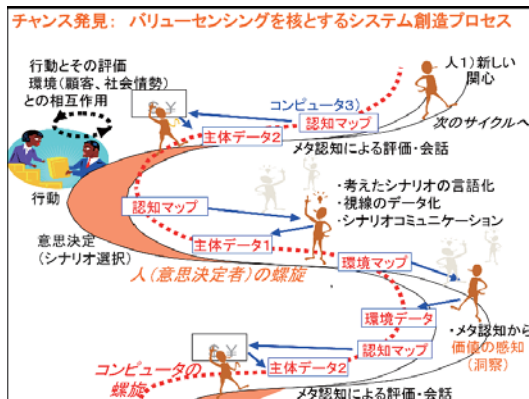 チャンス発見： バリューセンシングを核とするシステム創造プロセス
行動とその評価
環境（顧客、社会情勢）
との相互作用
人１）新しい
関心
コンピュータ3）
認知マップ
主体データ2
次のサイクルへ
メタ認知による評価・会話
行動
認知マップ
・考えたシナリオの言語化
・視線のデータ化
・シナリオコミュニケーション
意思決定
（シナリオ選択）
主体データ1
人（意思決定者）の螺旋
環境マップ
環境データ
・メタ認知から
価値の感知
（洞察）
認知マップ
主体データ2
コンピュータの
螺旋
メタ認知による評価・会話